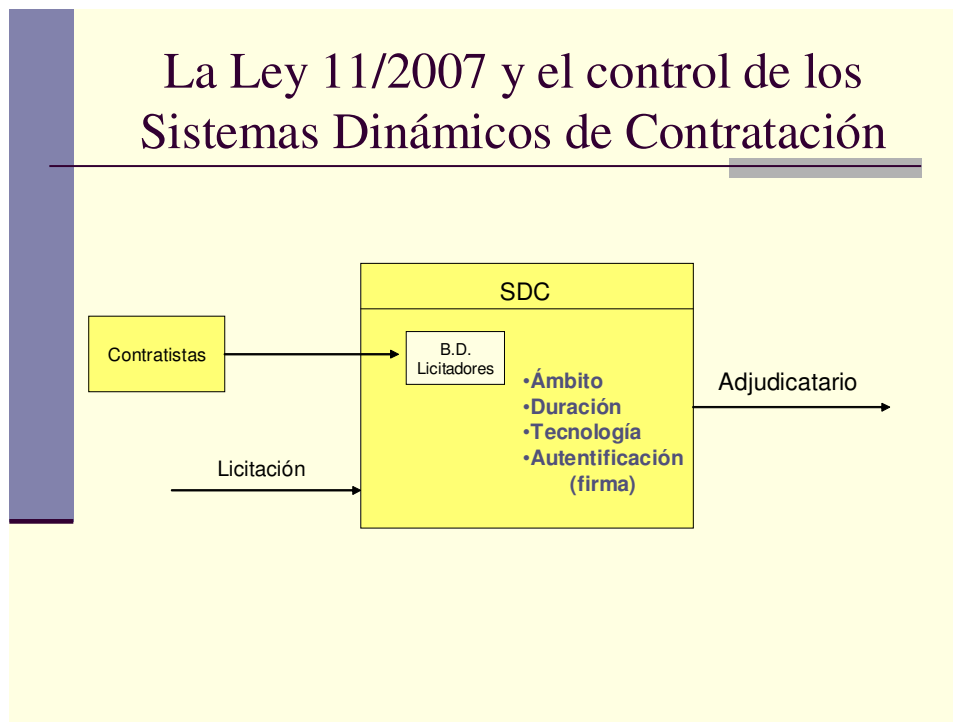 La Ley 11/2007 y el control de los
Sistemas Dinámicos de Contratación
SDC
Contratistas
B.D.
Licitadores
•Ámbito
•Duración
•Tecnología
•Autentificación
(firma)
Adjudicatario
Licitación